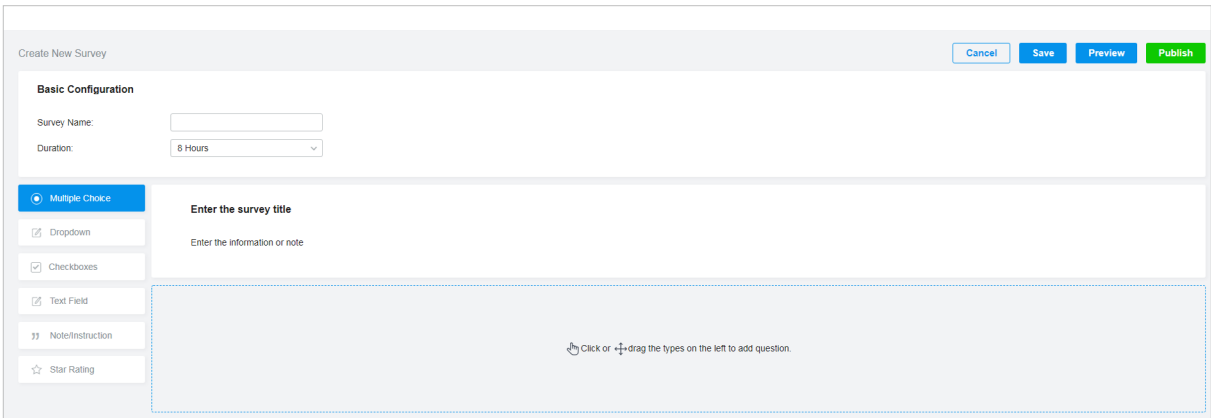 Create New Survey
Cancel
Save
Preview
Publish
Basic Configuration
Survey Name:
Duration:
8 Hours
Multiple Choice
Dropdown
Checkboxes
Text Field
Note/Instruction
Star Rating
Enter the survey title
Enter the information or note
Click or drag the types on the left to add question.